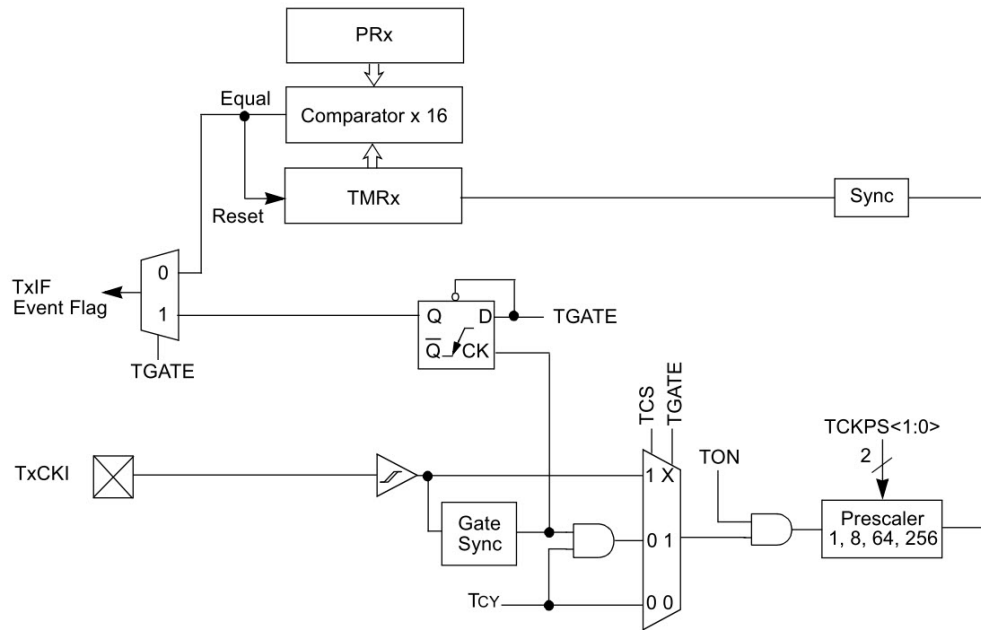 PRx
Equal
Comparator x 16
TMRx
Reset
Sync
0
TxIF
Event Flag
1
Q D
TGATE
Q̅ CK
TGATE
TCS
TGATE
TCKPS<1:0>
2
TON
TxCKI
1 X
Gate
Sync
Prescaler
1, 8, 64, 256
0 1
TCY
0 0